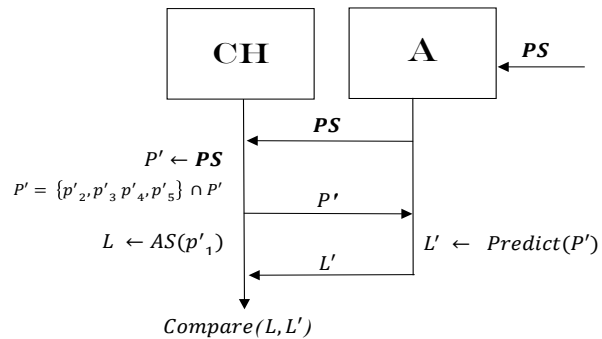 CH
A
PS
PS
P' ← PS
P' = {p'₂, p'₃ p'₄, p'₅} ∩ P'
P'
L ← AS(p'₁)
L' ← Predict(P')
L'
Compare(L, L')